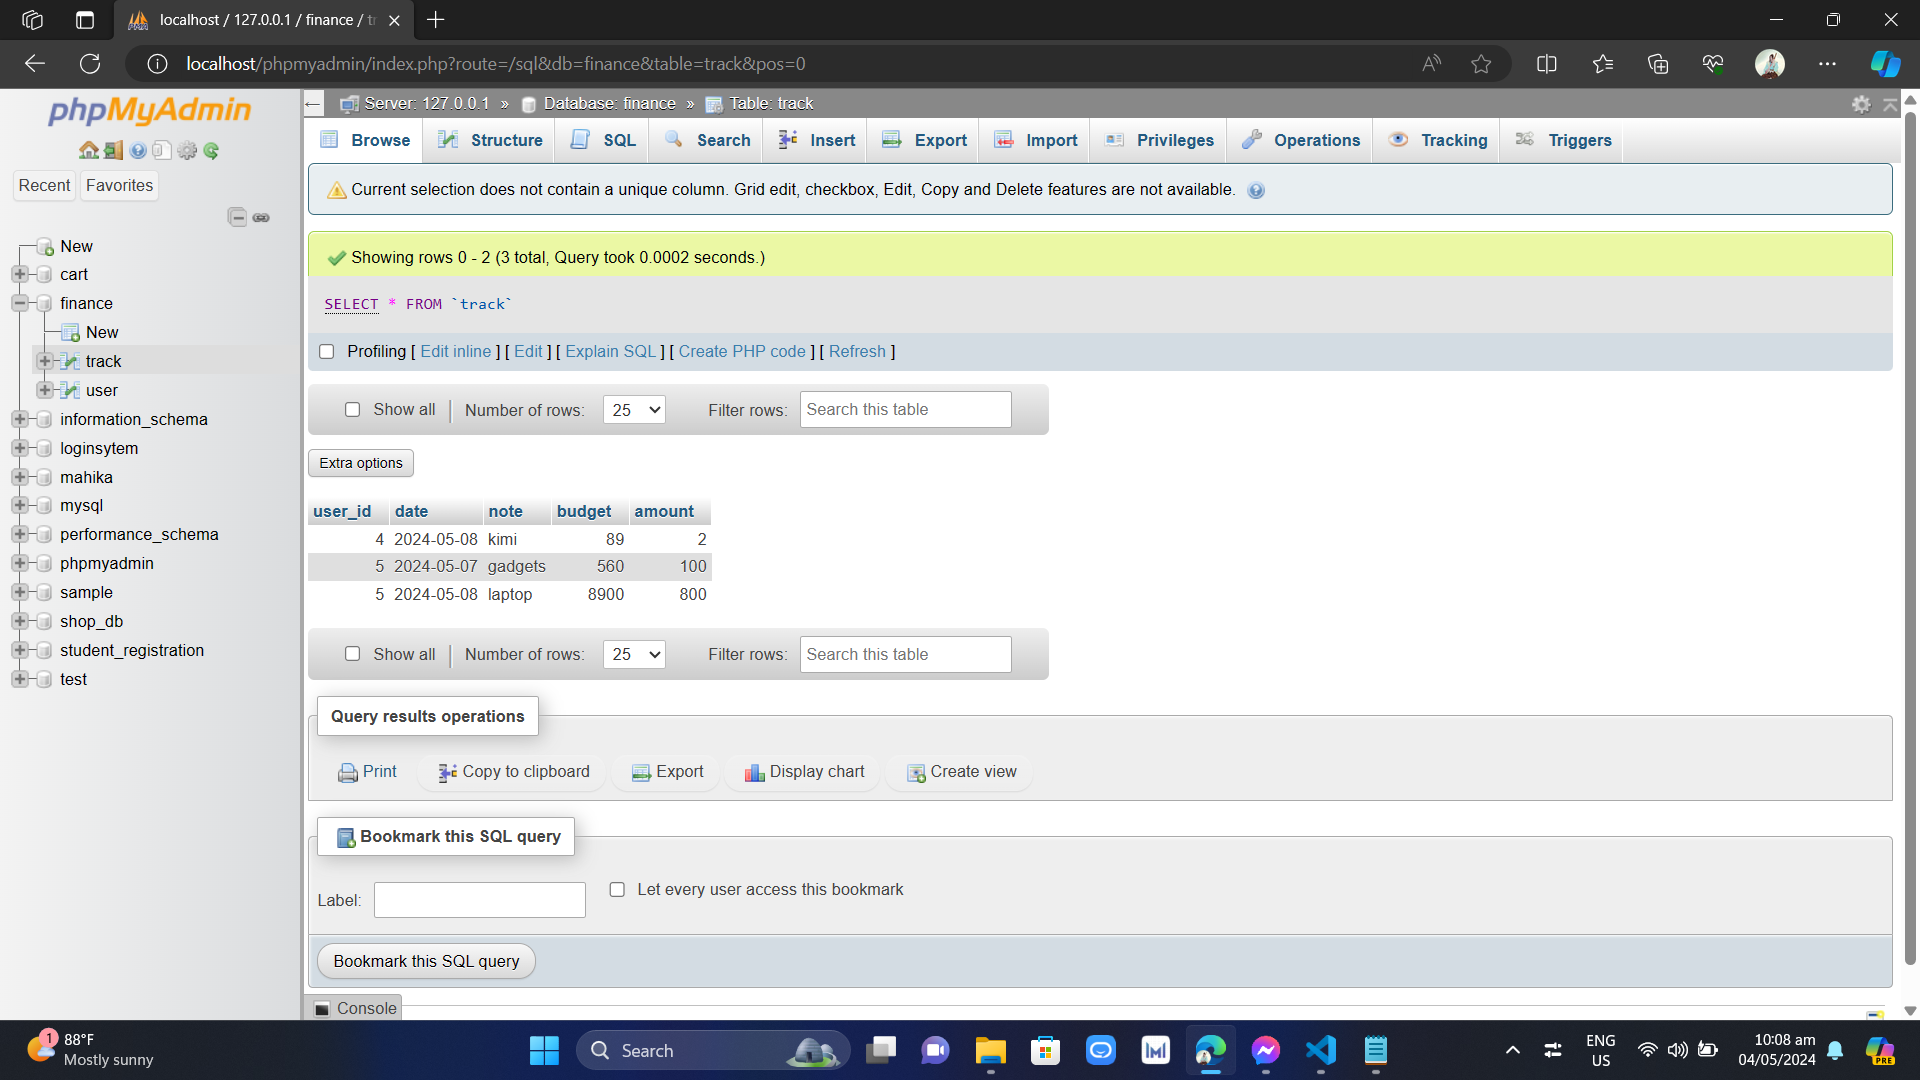 localhost / 127.0.0.1 / finance / tr
localhost/phpmyadmin/index.php?route=/sql&db=finance&table=track&pos=0
phpMyAdmin
Recent Favorites
New
cart
finance
New
track
user
information_schema
loginsytem
mahika
mysql
performance_schema
phpmyadmin
sample
shop_db
student_registration
test
Server: 127.0.0.1 » Database: finance » Table: track
Browse Structure SQL Search Insert Export Import Privileges Operations Tracking Triggers
Current selection does not contain a unique column. Grid edit, checkbox, Edit, Copy and Delete features are not available.
Showing rows 0 - 2 (3 total, Query took 0.0002 seconds.)
SELECT * FROM `track`
Profiling [ Edit inline ] [ Edit ] [ Explain SQL ] [ Create PHP code ] [ Refresh ]
Show all | Number of rows: 25 Filter rows: Search this table
Extra options
user_id date note budget amount
4 2024-05-08 kimi 89 2
5 2024-05-07 gadgets 560 100
5 2024-05-08 laptop 8900 800
Show all | Number of rows: 25 Filter rows: Search this table
Query results operations
Print Copy to clipboard Export Display chart Create view
Bookmark this SQL query
Label: Let every user access this bookmark
Bookmark this SQL query
Console
1 88°F
Mostly sunny
Search
ENG
US
10:08 am
04/05/2024
PRE